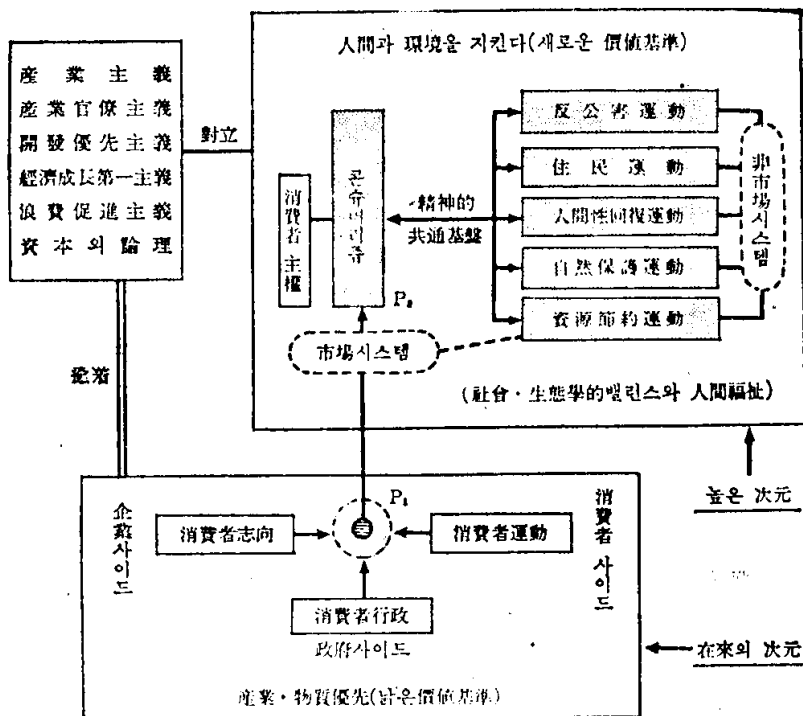 人間과 環境을 지킨다(새로운 價値基準)
産業主義
産業官僚主義
開發優先主義
經濟成長第一主義
浪費促進主義
資本의 論理
對立
消費者主權
콘슈머리즘
精神的
共通基盤
反公害運動
住民運動
人間性回復運動
自然保護運動
資源節約運動
非市場시스템
P₂
市場시스템
(社會・生態學的밸런스와 人間福祉)
癒着
높은 次元
P₁
企業사이드
消費者志向
消費者運動
消費者 사이드
消費者行政
政府사이드
在來의 次元
産業・物質優先(낡은價値基準)